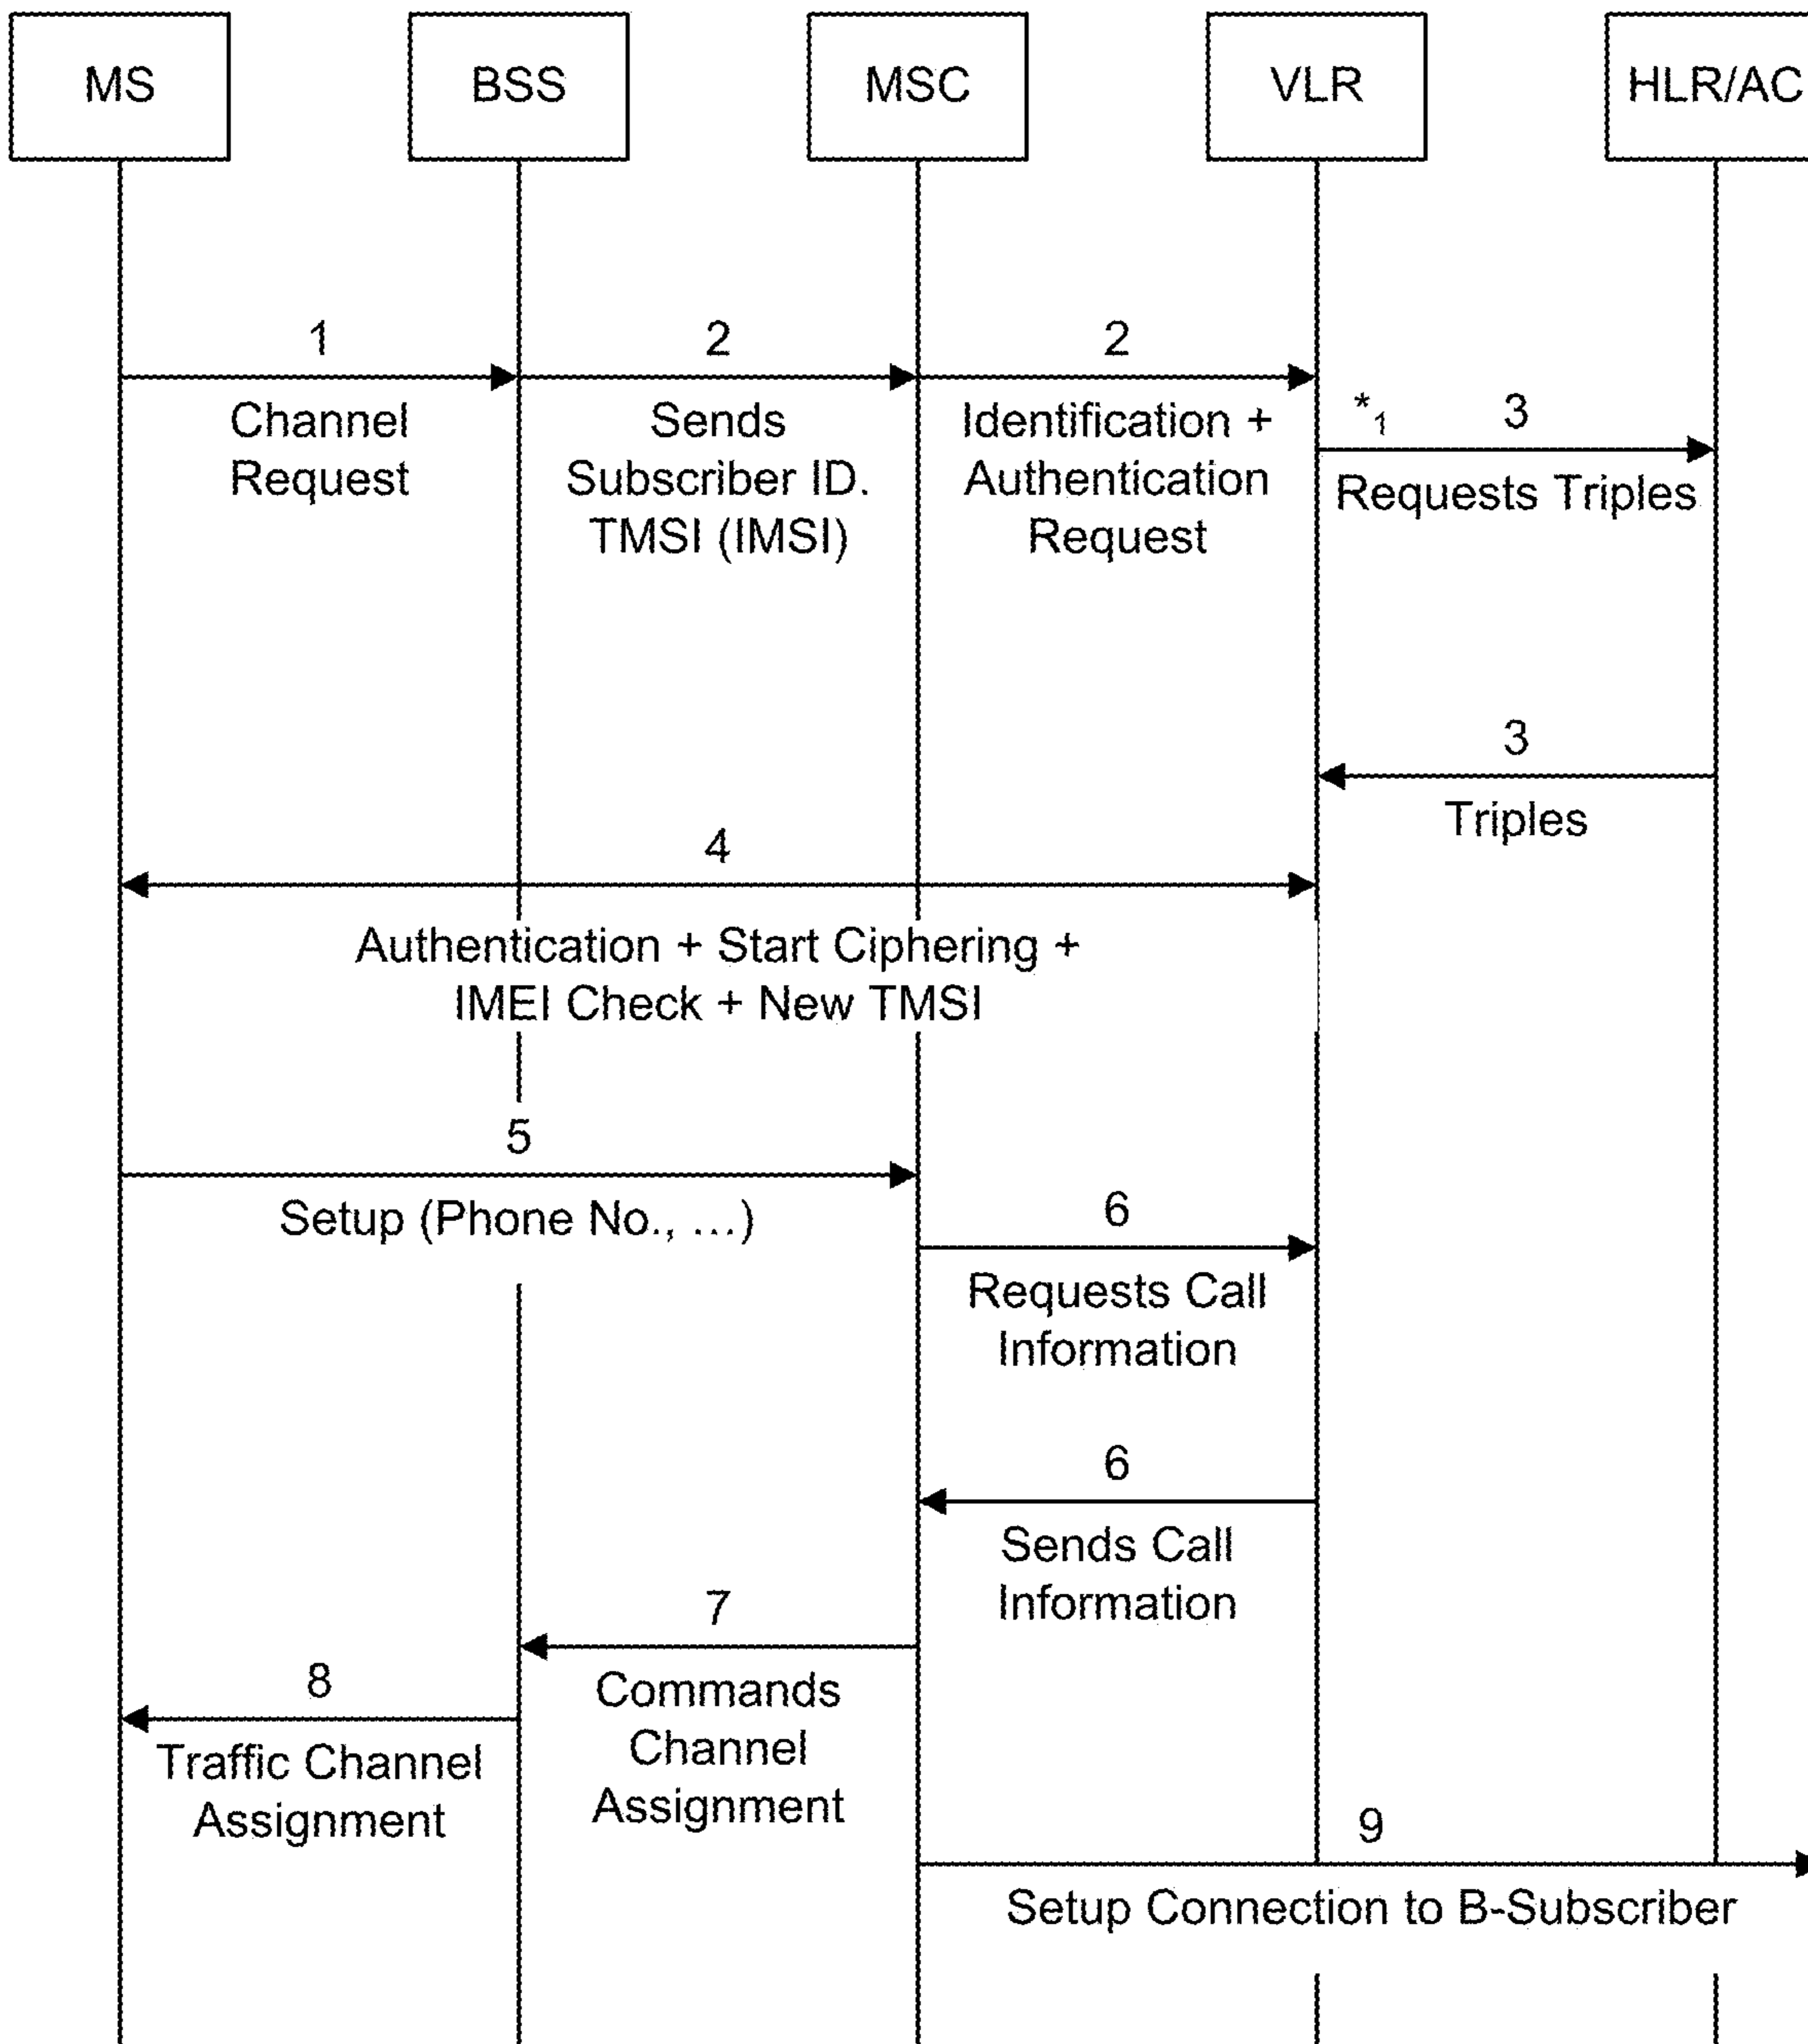 MS
BSS
MSC
VLR
HLR/AC
1
2
2
Channel
Request
Sends
Subscriber ID.
TMSI (IMSI)
Identification +
Authentication
Request
*1
3
Requests Triples
3
Triples
4
Authentication + Start Ciphering +
IMEI Check + New TMSI
5
Setup (Phone No., ...)
6
Requests Call
Information
6
Sends Call
Information
7
Commands
Channel
Assignment
8
Traffic Channel
Assignment
9
Setup Connection to B-Subscriber